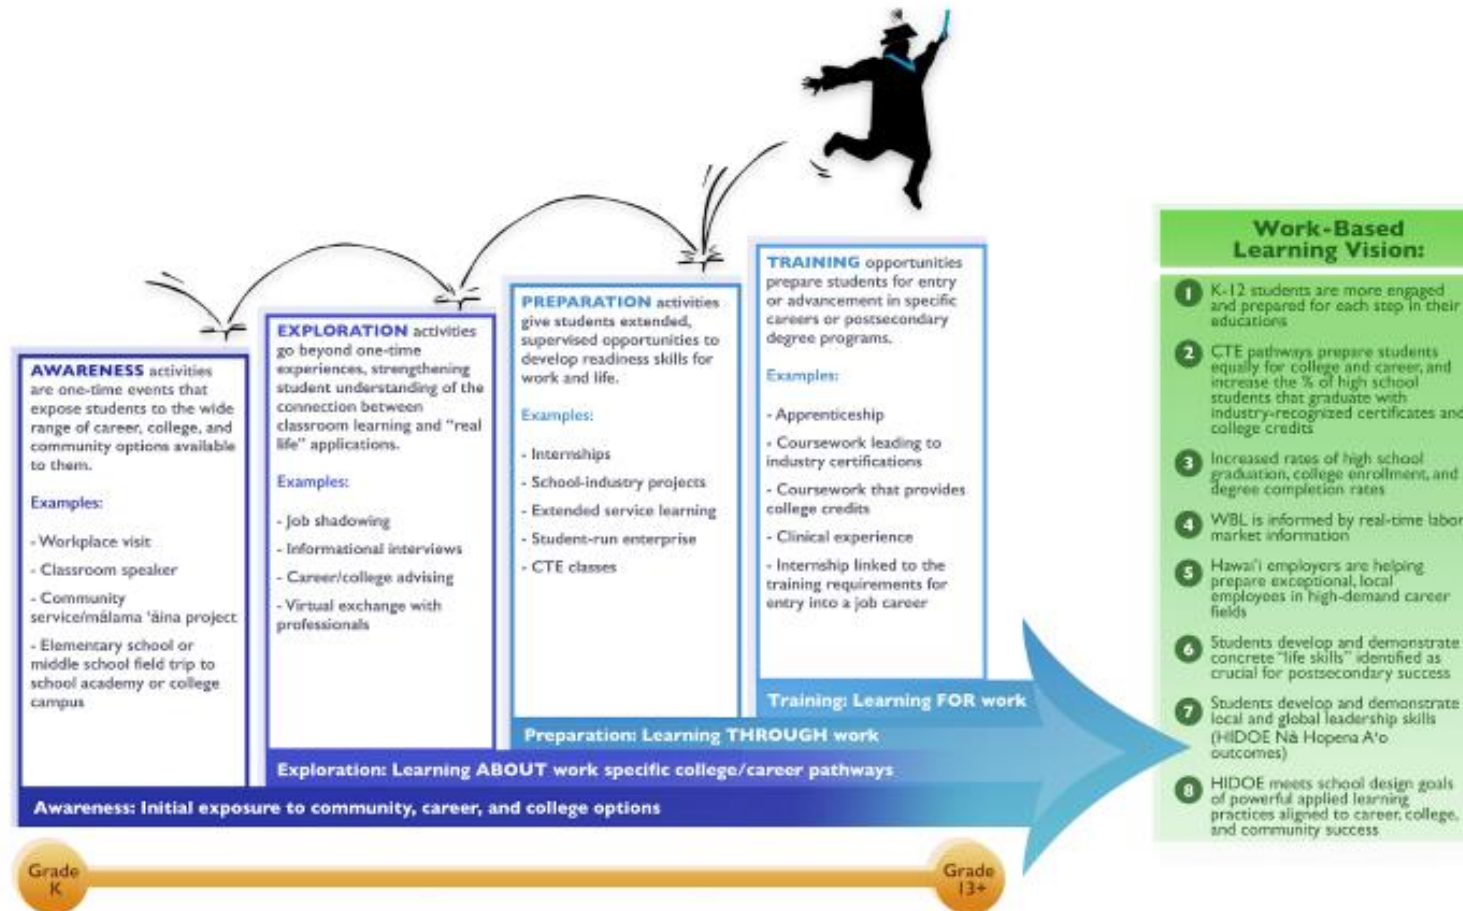 AWARENESS activities
are one-time events that
expose students to the wide
range of career, college, and
community options available
to them.
Examples:
- Workplace visit
- Classroom speaker
- Community
service/mālama ʻāina project
- Elementary school or
middle school field trip to
school academy or college
campus
EXPLORATION activities
go beyond one-time
experiences, strengthening
student understanding of the
connection between
classroom learning and “real
life” applications.
Examples:
- Job shadowing
- Informational interviews
- Career/college advising
- Virtual exchange with
professionals
PREPARATION activities
give students extended,
supervised opportunities to
develop readiness skills for
work and life.
Examples:
- Internships
- School-industry projects
- Extended service learning
- Student-run enterprise
- CTE classes
TRAINING opportunities
prepare students for entry
or advancement in specific
careers or postsecondary
degree programs.
Examples:
- Apprenticeship
- Coursework leading to
industry certifications
- Coursework that provides
college credits
- Clinical experience
- Internship linked to the
training requirements for
entry into a job career
Training: Learning FOR work
Preparation: Learning THROUGH work
Exploration: Learning ABOUT work specific college/career pathways
Awareness: Initial exposure to community, career, and college options
Grade
K
Grade
13+
Work-Based
Learning Vision:
1 K-12 students are more engaged
and prepared for each step in their
educations
2 CTE pathways prepare students
equally for college and career, and
increase the % of high school
students that graduate with
industry-recognized certificates and
college credits
3 Increased rates of high school
graduation, college enrollment, and
degree completion rates
4 WBL is informed by real-time labor
market information
5 Hawaiʻi employers are helping
prepare exceptional, local
employees in high-demand career
fields
6 Students develop and demonstrate
concrete “life skills” identified as
crucial for postsecondary success
7 Students develop and demonstrate
local and global leadership skills
(HIDOE Nā Hopena Aʻo
outcomes)
8 HIDOE meets school design goals
of powerful applied learning
practices aligned to career, college,
and community success